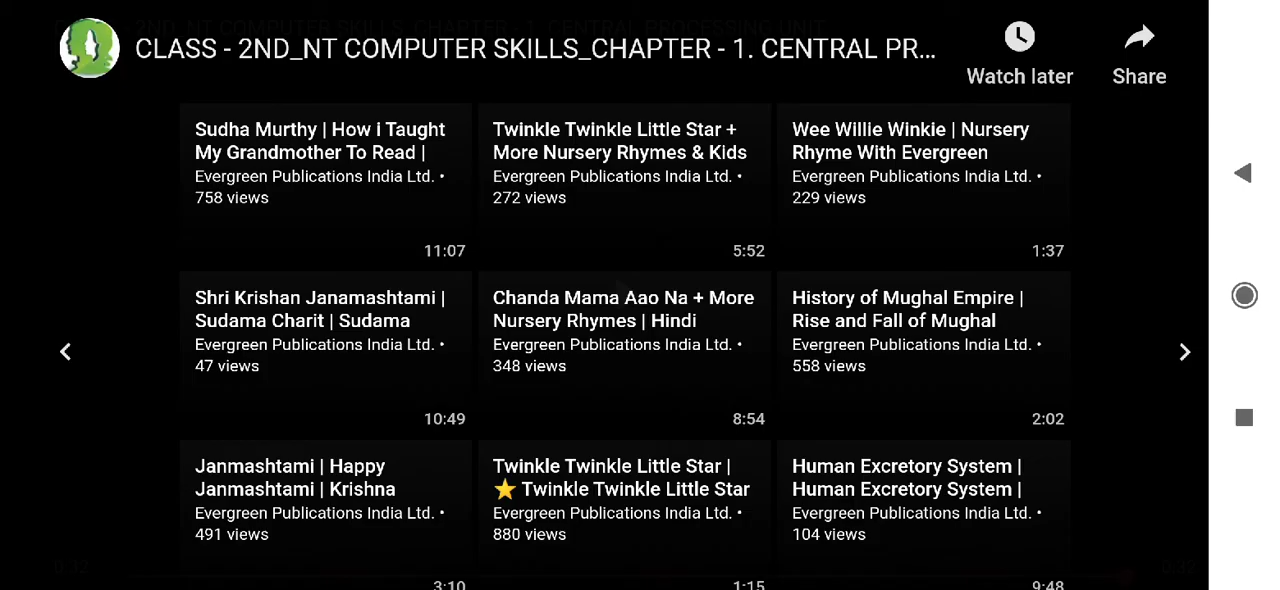 CLASS - 2ND_NT COMPUTER SKILLS_CHAPTER - 1. CENTRAL PR...
Watch later
Share
Sudha Murthy | How i Taught
My Grandmother To Read |
Evergreen Publications India Ltd. •
758 views
11:07
Twinkle Twinkle Little Star +
More Nursery Rhymes & Kids
Evergreen Publications India Ltd. •
272 views
5:52
Wee Willie Winkie | Nursery
Rhyme With Evergreen
Evergreen Publications India Ltd. •
229 views
1:37
Shri Krishan Janamashtami |
Sudama Charit | Sudama
Evergreen Publications India Ltd. •
47 views
10:49
Chanda Mama Aao Na + More
Nursery Rhymes | Hindi
Evergreen Publications India Ltd. •
348 views
8:54
History of Mughal Empire |
Rise and Fall of Mughal
Evergreen Publications India Ltd. •
558 views
2:02
Janmashtami | Happy
Janmashtami | Krishna
Evergreen Publications India Ltd. •
491 views
3:10
Twinkle Twinkle Little Star |
⭐ Twinkle Twinkle Little Star
Evergreen Publications India Ltd. •
880 views
1:15
Human Excretory System |
Human Excretory System |
Evergreen Publications India Ltd. •
104 views
9:48